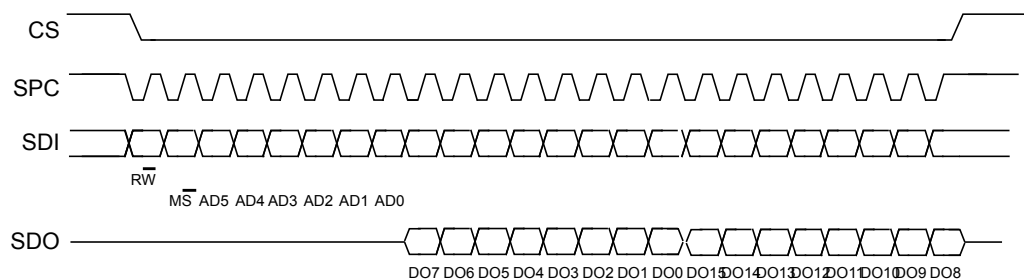 CS
SPC
SDI
RW
MS AD5 AD4 AD3 AD2 AD1 AD0
SDO
DO7 DO6 DO5 DO4 DO3 DO2 DO1 DO0 DO15 DO14 DO13 DO12 DO11 DO10 DO9 DO8